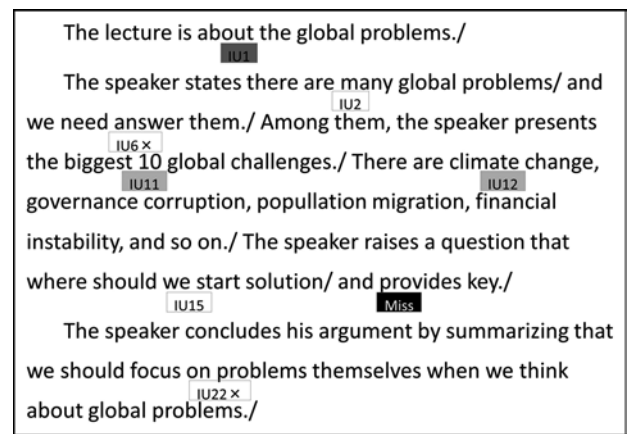 The lecture is about the global problems./
IU1
The speaker states there are many global problems/ and
IU2
we need answer them./ Among them, the speaker presents
IU6 ×
the biggest 10 global challenges./ There are climate change,
IU11 IU12
governance corruption, popullation migration, financial
instability, and so on./ The speaker raises a question that
where should we start solution/ and provides key./
IU15 Miss
The speaker concludes his argument by summarizing that
we should focus on problems themselves when we think
IU22 ×
about global problems./